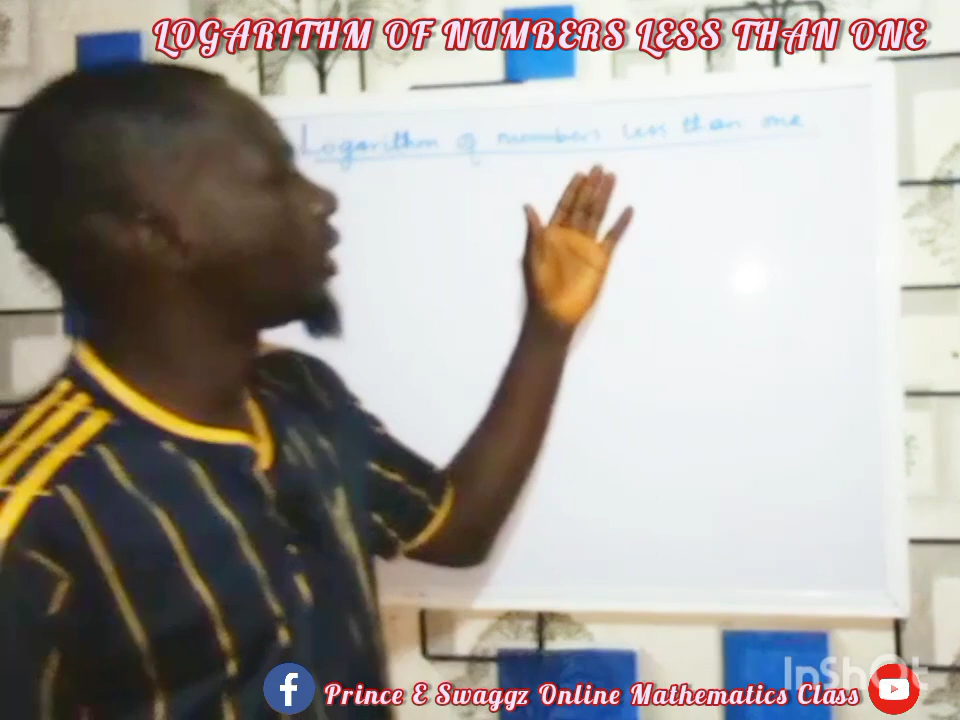 LOGARITHM OF NUMBERS LESS THAN ONE
Logarithm of numbers less than one
Prince & Swaggz Online Mathematics Class
InShOt